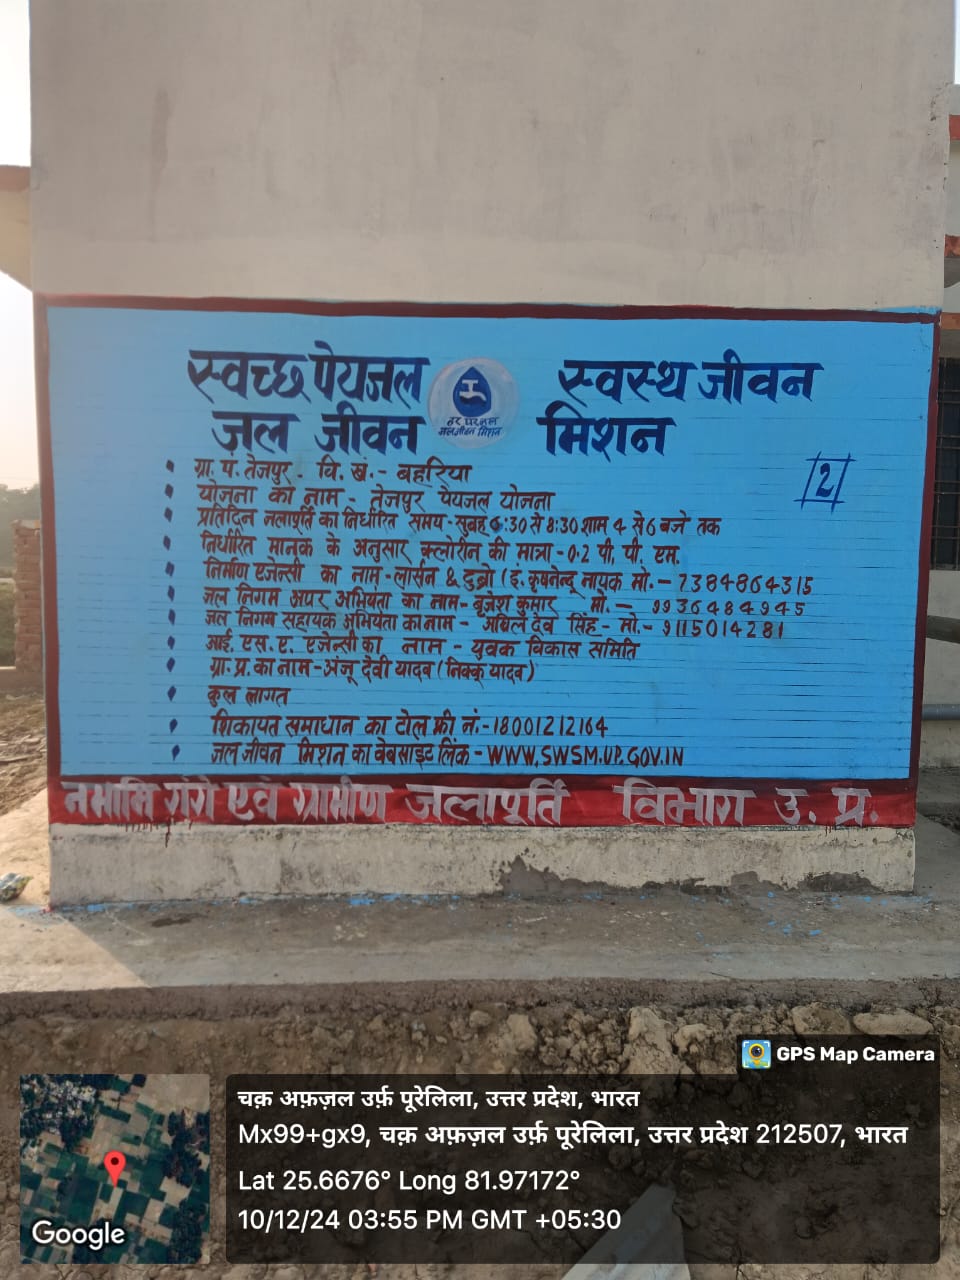 स्वच्छ पेयजल स्वस्थ जीवन
जल जीवन मिशन
हर घर जल
जल जीवन मिशन
2
ग्रा. पं. तेजपुर - वि. खं. - बहरिया
योजना का नाम - तेजपुर पेयजल योजना
प्रतिदिन जलापूर्ति का निर्धारित समय - सुबह 6:30 से 8:30 शाम 4 से 6 बजे तक
निर्धारित मानक के अनुसार क्लोरीन की मात्रा - 0.2 पी. पी. एम.
निर्माण एजेन्सी का नाम - लार्सन & टुब्रो (इं. कृषनेन्दू नायक मो. - 7384864315
जल निगम अपर अभियंता का नाम - बृजेश कुमार मो. - 9936484945
जल निगम सहायक अभियंता का नाम - अखिल देव सिंह - मो. - 9115014281
आई. एस. ए. एजेन्सी का नाम - युवक विकास समिति
ग्रा. प्र. का नाम - अंजू देवी यादव (निक्कू यादव)
कुल लागत
शिकायत समाधान का टोल फ्री नं. - 18001212164
जल जीवन मिशन का वेबसाइट लिंक - WWW.SWSM.UP.GOV.IN
नमामि गंगे एवं ग्रामीण जलापूर्ति विभाग उ. प्र.
GPS Map Camera
चक़ अफ़ज़ल उर्फ़ पूरेलिला, उत्तर प्रदेश, भारत
Mx99+gx9, चक़ अफ़ज़ल उर्फ़ पूरेलिला, उत्तर प्रदेश 212507, भारत
Lat 25.6676° Long 81.97172°
10/12/24 03:55 PM GMT +05:30
Google